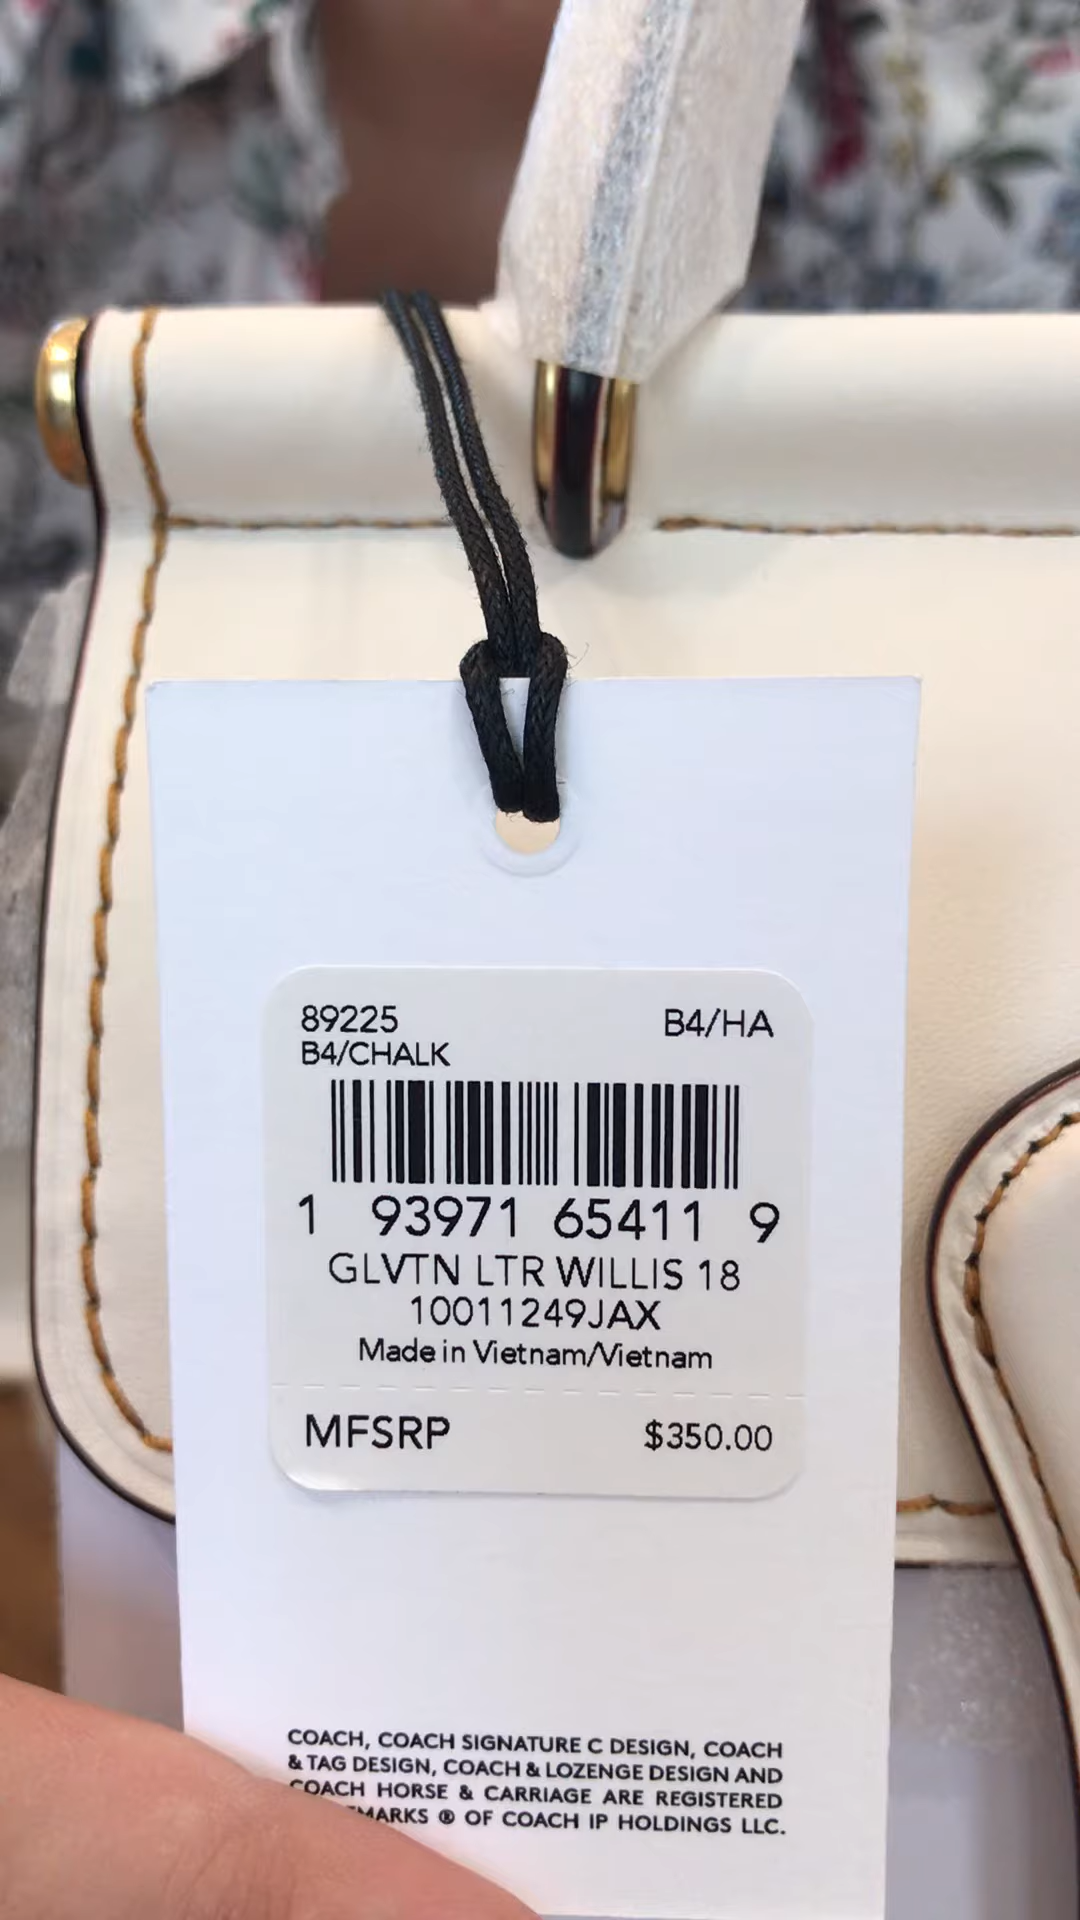 89225 B4/HA
B4/CHALK
1 93971 65411 9
GLVTN LTR WILLIS 18
10011249JAX
Made in Vietnam/Vietnam
MFSRP $350.00
COACH, COACH SIGNATURE C DESIGN, COACH
& TAG DESIGN, COACH & LOZENGE DESIGN AND
COACH HORSE & CARRIAGE ARE REGISTERED
MARKS ® OF COACH IP HOLDINGS LLC.